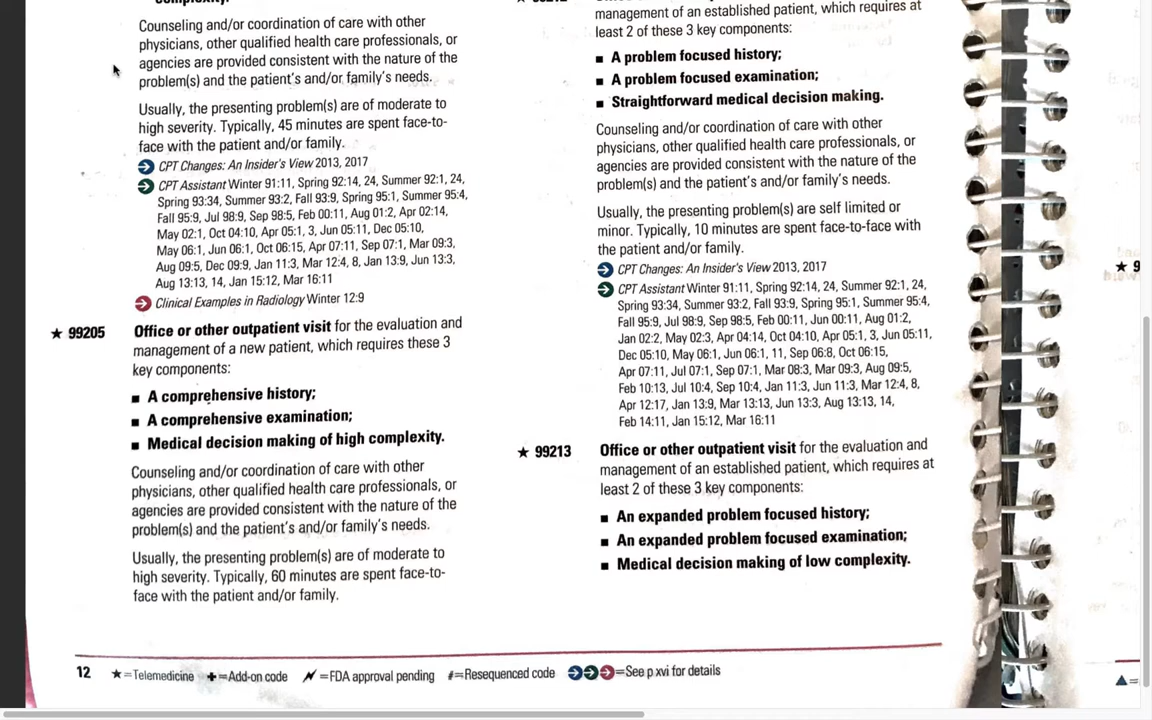 Counseling and/or coordination of care with other
physicians, other qualified health care professionals, or
agencies are provided consistent with the nature of the
problem(s) and the patient's and/or family's needs.
Usually, the presenting problem(s) are of moderate to
high severity. Typically, 45 minutes are spent face-to-
face with the patient and/or family.
CPT Changes: An Insider's View 2013, 2017
CPT Assistant Winter 91:11, Spring 92:14, 24, Summer 92:1, 24,
Spring 93:34, Summer 93:2, Fall 93:9, Spring 95:1, Summer 95:4,
Fall 95:9, Jul 98:9, Sep 98:5, Feb 00:11, Aug 01:2, Apr 02:14,
May 02:1, Oct 04:10, Apr 05:1, 3, Jun 05:11, Dec 05:10,
May 06:1, Jun 06:1, Oct 06:15, Apr 07:11, Sep 07:1, Mar 09:3,
Aug 09:5, Dec 09:9, Jan 11:3, Mar 12:4, 8, Jan 13:9, Jun 13:3,
Aug 13:13, 14, Jan 15:12, Mar 16:11
Clinical Examples in Radiology Winter 12:9
★ 99205 Office or other outpatient visit for the evaluation and
management of a new patient, which requires these 3
key components:
■ A comprehensive history;
■ A comprehensive examination;
■ Medical decision making of high complexity.
Counseling and/or coordination of care with other
physicians, other qualified health care professionals, or
agencies are provided consistent with the nature of the
problem(s) and the patient's and/or family's needs.
Usually, the presenting problem(s) are of moderate to
high severity. Typically, 60 minutes are spent face-to-
face with the patient and/or family.
management of an established patient, which requires at
least 2 of these 3 key components:
■ A problem focused history;
■ A problem focused examination;
■ Straightforward medical decision making.
Counseling and/or coordination of care with other
physicians, other qualified health care professionals, or
agencies are provided consistent with the nature of the
problem(s) and the patient's and/or family's needs.
Usually, the presenting problem(s) are self limited or
minor. Typically, 10 minutes are spent face-to-face with
the patient and/or family.
CPT Changes: An Insider's View 2013, 2017
CPT Assistant Winter 91:11, Spring 92:14, 24, Summer 92:1, 24,
Spring 93:34, Summer 93:2, Fall 93:9, Spring 95:1, Summer 95:4,
Fall 95:9, Jul 98:9, Sep 98:5, Feb 00:11, Jun 00:11, Aug 01:2,
Jan 02:2, May 02:3, Apr 04:14, Oct 04:10, Apr 05:1, 3, Jun 05:11,
Dec 05:10, May 06:1, Jun 06:1, 11, Sep 06:8, Oct 06:15,
Apr 07:11, Jul 07:1, Sep 07:1, Mar 08:3, Mar 09:3, Aug 09:5,
Feb 10:13, Jul 10:4, Sep 10:4, Jan 11:3, Jun 11:3, Mar 12:4, 8,
Apr 12:17, Jan 13:9, Mar 13:13, Jun 13:3, Aug 13:13, 14,
Feb 14:11, Jan 15:12, Mar 16:11
★ 99213 Office or other outpatient visit for the evaluation and
management of an established patient, which requires at
least 2 of these 3 key components:
■ An expanded problem focused history;
■ An expanded problem focused examination;
■ Medical decision making of low complexity.
★ 9
12 ★=Telemedicine ✚=Add-on code =FDA approval pending #=Resequenced code =See p xvi for details
▲=